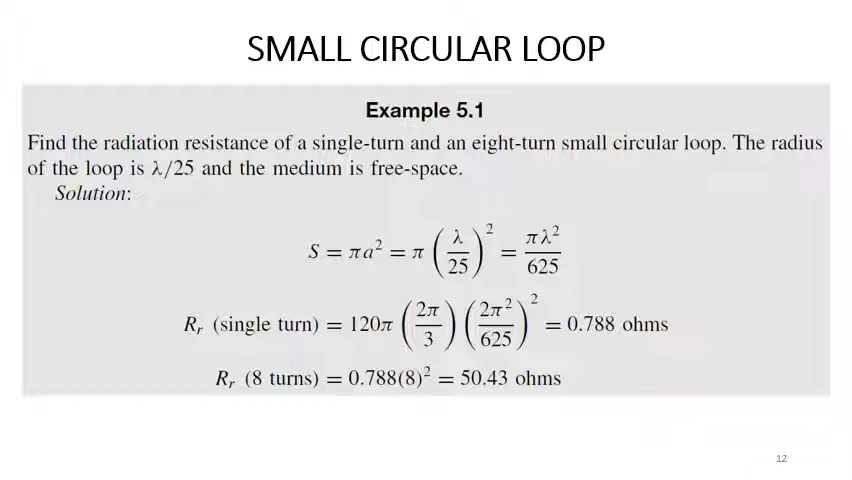 SMALL CIRCULAR LOOP
Example 5.1
Find the radiation resistance of a single-turn and an eight-turn small circular loop. The radius
of the loop is λ/25 and the medium is free-space.
Solution:
S = πa² = π (λ/25)² = πλ²/625
Rᵣ (single turn) = 120π (2π/3) (2π²/625)² = 0.788 ohms
Rᵣ (8 turns) = 0.788(8)² = 50.43 ohms
12